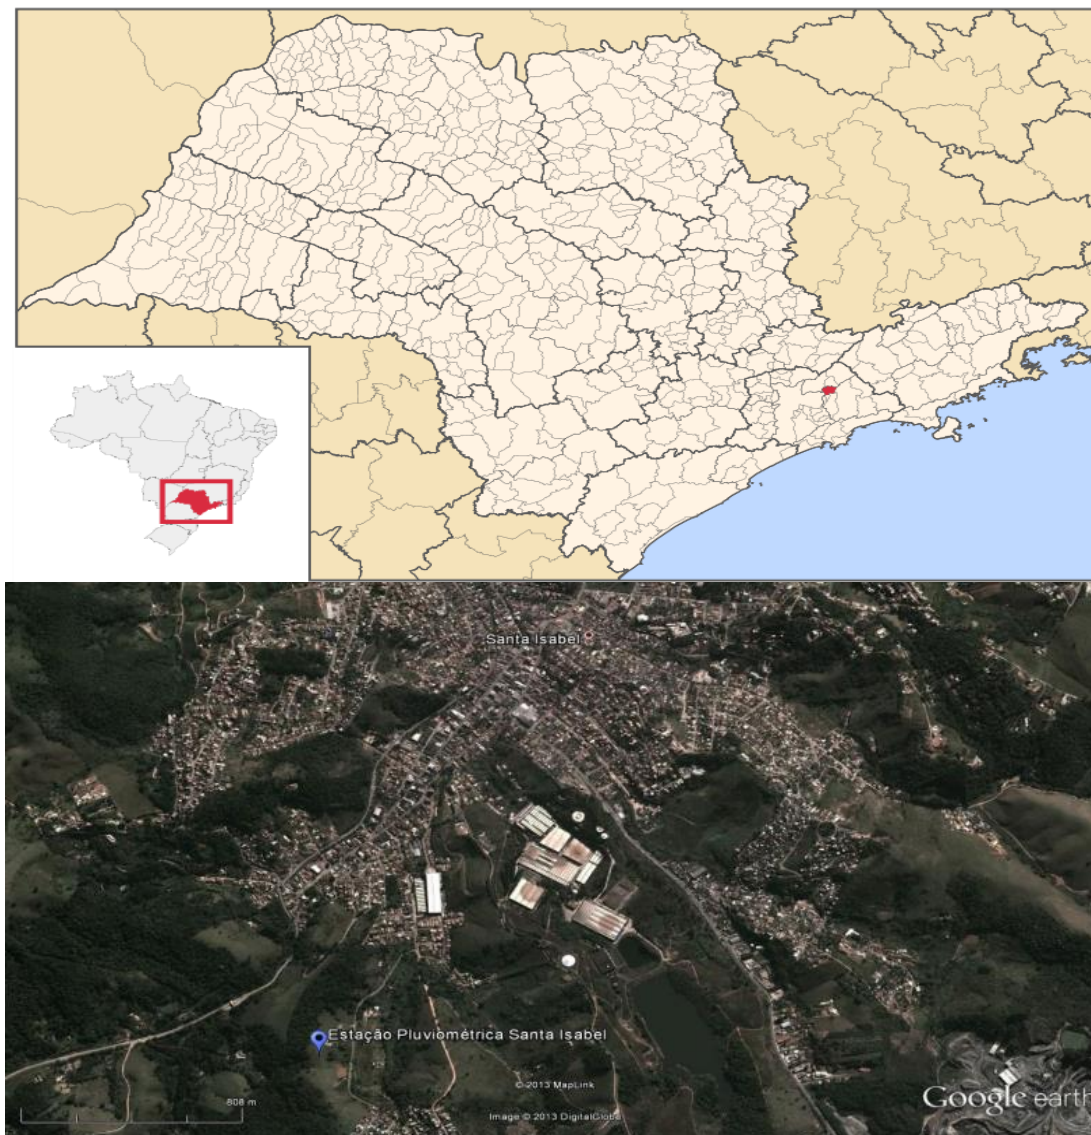 Santa Isabel
Estação Pluviométrica Santa Isabel
© 2013 MapLink
808 m
Image © 2013 DigitalGlobe
Google earth